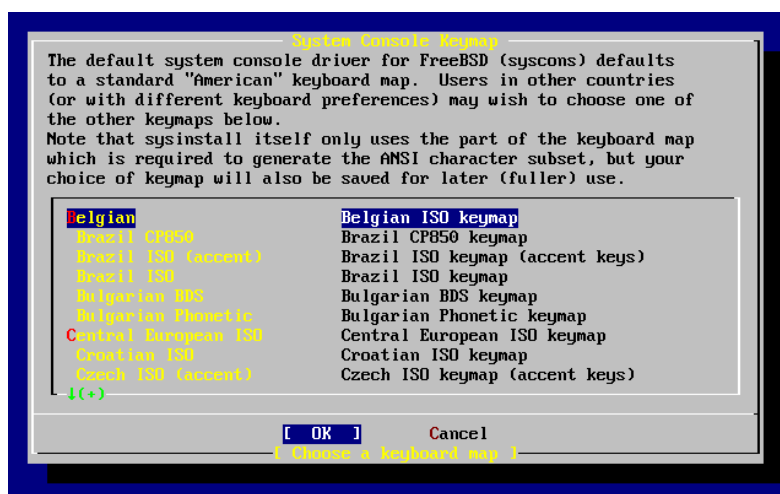 System Console Keymap
The default system console driver for FreeBSD (syscons) defaults
to a standard "American" keyboard map.  Users in other countries
(or with different keyboard preferences) may wish to choose one of
the other keymaps below.
Note that sysinstall itself only uses the part of the keyboard map
which is required to generate the ANSI character subset, but your
choice of keymap will also be saved for later (fuller) use.
Belgian Belgian ISO keymap
Brazil CP850 Brazil CP850 keymap
Brazil ISO (accent) Brazil ISO keymap (accent keys)
Brazil ISO Brazil ISO keymap
Bulgarian BDS Bulgarian BDS keymap
Bulgarian Phonetic Bulgarian Phonetic keymap
Central European ISO Central European ISO keymap
Croatian ISO Croatian ISO keymap
Czech ISO (accent) Czech ISO keymap (accent keys)
↓(+)
[ OK ] Cancel
[ Choose a keyboard map ]